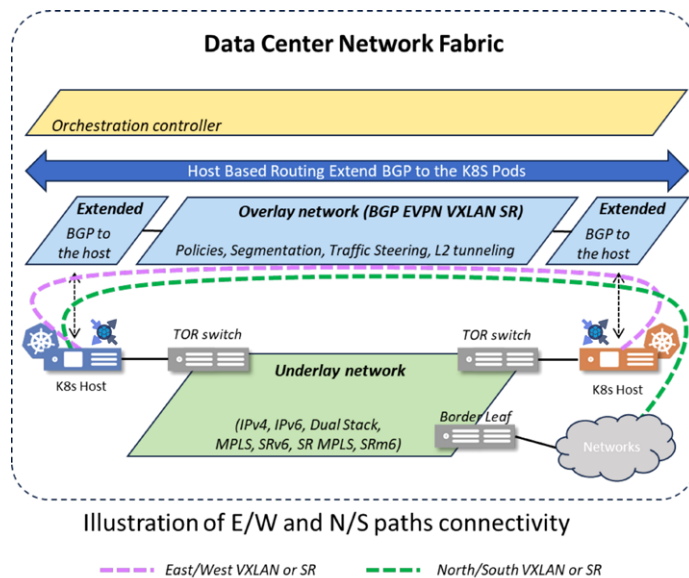 Data Center Network Fabric
Orchestration controller
Host Based Routing Extend BGP to the K8S Pods
Extended
BGP to
the host
Overlay network (BGP EVPN VXLAN SR)
Policies, Segmentation, Traffic Steering, L2 tunneling
Extended
BGP to
the host
TOR switch
TOR switch
K8s Host
K8s Host
Underlay network
(IPv4, IPv6, Dual Stack,
MPLS, SRv6, SR MPLS, SRm6)
Border Leaf
Networks
Illustration of E/W and N/S paths connectivity
East/West VXLAN or SR
North/South VXLAN or SR